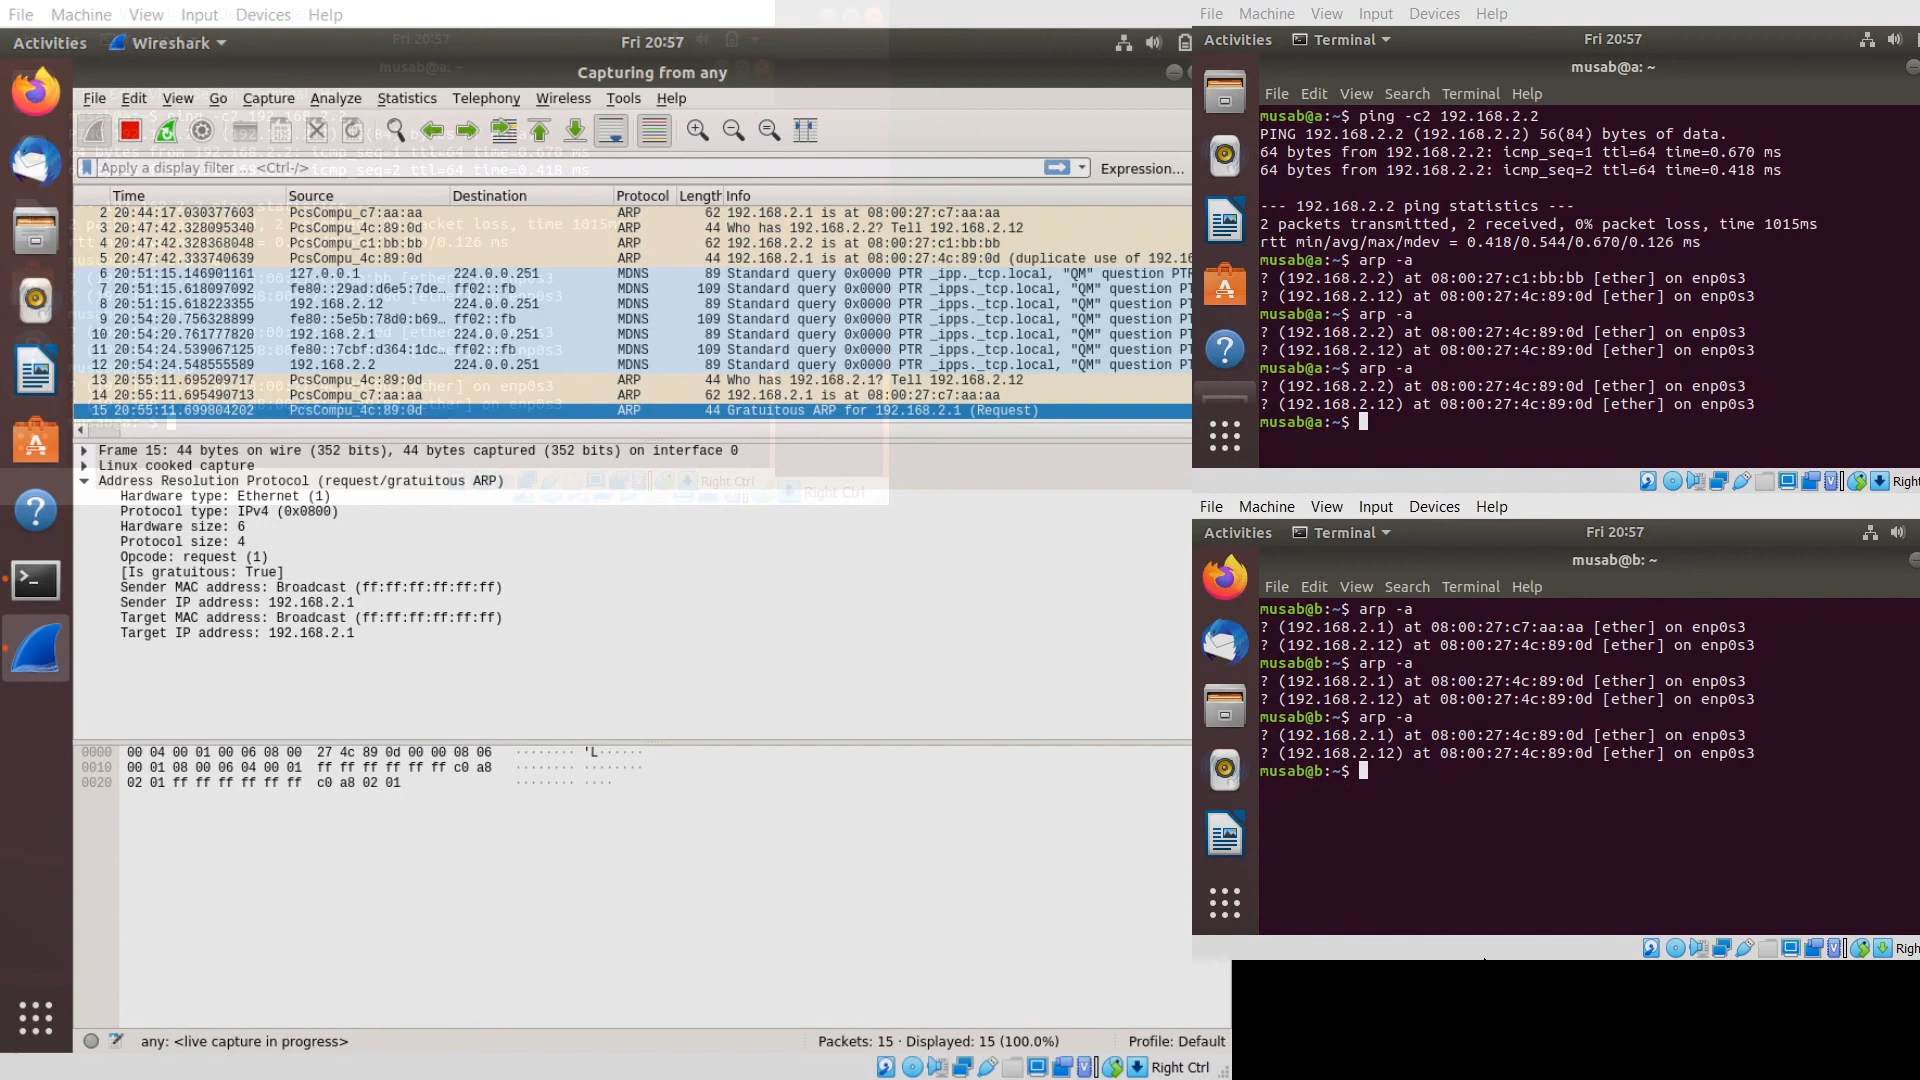 File Machine View Input Devices Help
Activities Wireshark Fri 20:57
Capturing from any
File Edit View Go Capture Analyze Statistics Telephony Wireless Tools Help
Apply a display filter ... <Ctrl-/> Expression...
Time Source Destination Protocol Length Info
2 20:44:17.030377603 PcsCompu_c7:aa:aa ARP 62 192.168.2.1 is at 08:00:27:c7:aa:aa
3 20:47:42.328095340 PcsCompu_4c:89:0d ARP 44 Who has 192.168.2.2? Tell 192.168.2.12
4 20:47:42.328368048 PcsCompu_c1:bb:bb ARP 62 192.168.2.2 is at 08:00:27:c1:bb:bb
5 20:47:42.333740639 PcsCompu_4c:89:0d ARP 44 192.168.2.1 is at 08:00:27:4c:89:0d (duplicate use of 192.16
6 20:51:15.146901161 127.0.0.1 224.0.0.251 MDNS 89 Standard query 0x0000 PTR _ipp._tcp.local, "QM" question PTR
7 20:51:15.618097092 fe80::29ad:d6e5:7de… ff02::fb MDNS 109 Standard query 0x0000 PTR _ipps._tcp.local, "QM" question P
8 20:51:15.618223355 192.168.2.12 224.0.0.251 MDNS 89 Standard query 0x0000 PTR _ipps._tcp.local, "QM" question P
9 20:54:20.756328899 fe80::5e5b:78d0:b69… ff02::fb MDNS 109 Standard query 0x0000 PTR _ipps._tcp.local, "QM" question P
10 20:54:20.761777820 192.168.2.1 224.0.0.251 MDNS 89 Standard query 0x0000 PTR _ipps._tcp.local, "QM" question P
11 20:54:24.539067125 fe80::7cbf:d364:1dc… ff02::fb MDNS 109 Standard query 0x0000 PTR _ipps._tcp.local, "QM" question P
12 20:54:24.548555589 192.168.2.2 224.0.0.251 MDNS 89 Standard query 0x0000 PTR _ipps._tcp.local, "QM" question P
13 20:55:11.695209717 PcsCompu_4c:89:0d ARP 44 Who has 192.168.2.1? Tell 192.168.2.12
14 20:55:11.695490713 PcsCompu_c7:aa:aa ARP 62 192.168.2.1 is at 08:00:27:c7:aa:aa
15 20:55:11.699804202 PcsCompu_4c:89:0d ARP 44 Gratuitous ARP for 192.168.2.1 (Request)
Frame 15: 44 bytes on wire (352 bits), 44 bytes captured (352 bits) on interface 0
Linux cooked capture
Address Resolution Protocol (request/gratuitous ARP)
Hardware type: Ethernet (1)
Protocol type: IPv4 (0x0800)
Hardware size: 6
Protocol size: 4
Opcode: request (1)
[Is gratuitous: True]
Sender MAC address: Broadcast (ff:ff:ff:ff:ff:ff)
Sender IP address: 192.168.2.1
Target MAC address: Broadcast (ff:ff:ff:ff:ff:ff)
Target IP address: 192.168.2.1
0000 00 04 00 01 00 06 08 00 27 4c 89 0d 00 00 08 06 ········ 'L······
0010 00 01 08 00 06 04 00 01 ff ff ff ff ff ff c0 a8 ········ ········
0020 02 01 ff ff ff ff ff ff c0 a8 02 01 ········ ····
any: <live capture in progress> Packets: 15 · Displayed: 15 (100.0%) Profile: Default
Right Ctrl
File Machine View Input Devices Help
Activities Terminal Fri 20:57
musab@a: ~
File Edit View Search Terminal Help
musab@a:~$ ping -c2 192.168.2.2
PING 192.168.2.2 (192.168.2.2) 56(84) bytes of data.
64 bytes from 192.168.2.2: icmp_seq=1 ttl=64 time=0.670 ms
64 bytes from 192.168.2.2: icmp_seq=2 ttl=64 time=0.418 ms
--- 192.168.2.2 ping statistics ---
2 packets transmitted, 2 received, 0% packet loss, time 1015ms
rtt min/avg/max/mdev = 0.418/0.544/0.670/0.126 ms
musab@a:~$ arp -a
? (192.168.2.2) at 08:00:27:c1:bb:bb [ether] on enp0s3
? (192.168.2.12) at 08:00:27:4c:89:0d [ether] on enp0s3
musab@a:~$ arp -a
? (192.168.2.2) at 08:00:27:4c:89:0d [ether] on enp0s3
? (192.168.2.12) at 08:00:27:4c:89:0d [ether] on enp0s3
musab@a:~$ arp -a
? (192.168.2.2) at 08:00:27:4c:89:0d [ether] on enp0s3
? (192.168.2.12) at 08:00:27:4c:89:0d [ether] on enp0s3
musab@a:~$
Right
File Machine View Input Devices Help
Activities Terminal Fri 20:57
musab@b: ~
File Edit View Search Terminal Help
musab@b:~$ arp -a
? (192.168.2.1) at 08:00:27:c7:aa:aa [ether] on enp0s3
? (192.168.2.12) at 08:00:27:4c:89:0d [ether] on enp0s3
musab@b:~$ arp -a
? (192.168.2.1) at 08:00:27:4c:89:0d [ether] on enp0s3
? (192.168.2.12) at 08:00:27:4c:89:0d [ether] on enp0s3
musab@b:~$ arp -a
? (192.168.2.1) at 08:00:27:4c:89:0d [ether] on enp0s3
? (192.168.2.12) at 08:00:27:4c:89:0d [ether] on enp0s3
musab@b:~$
Righ